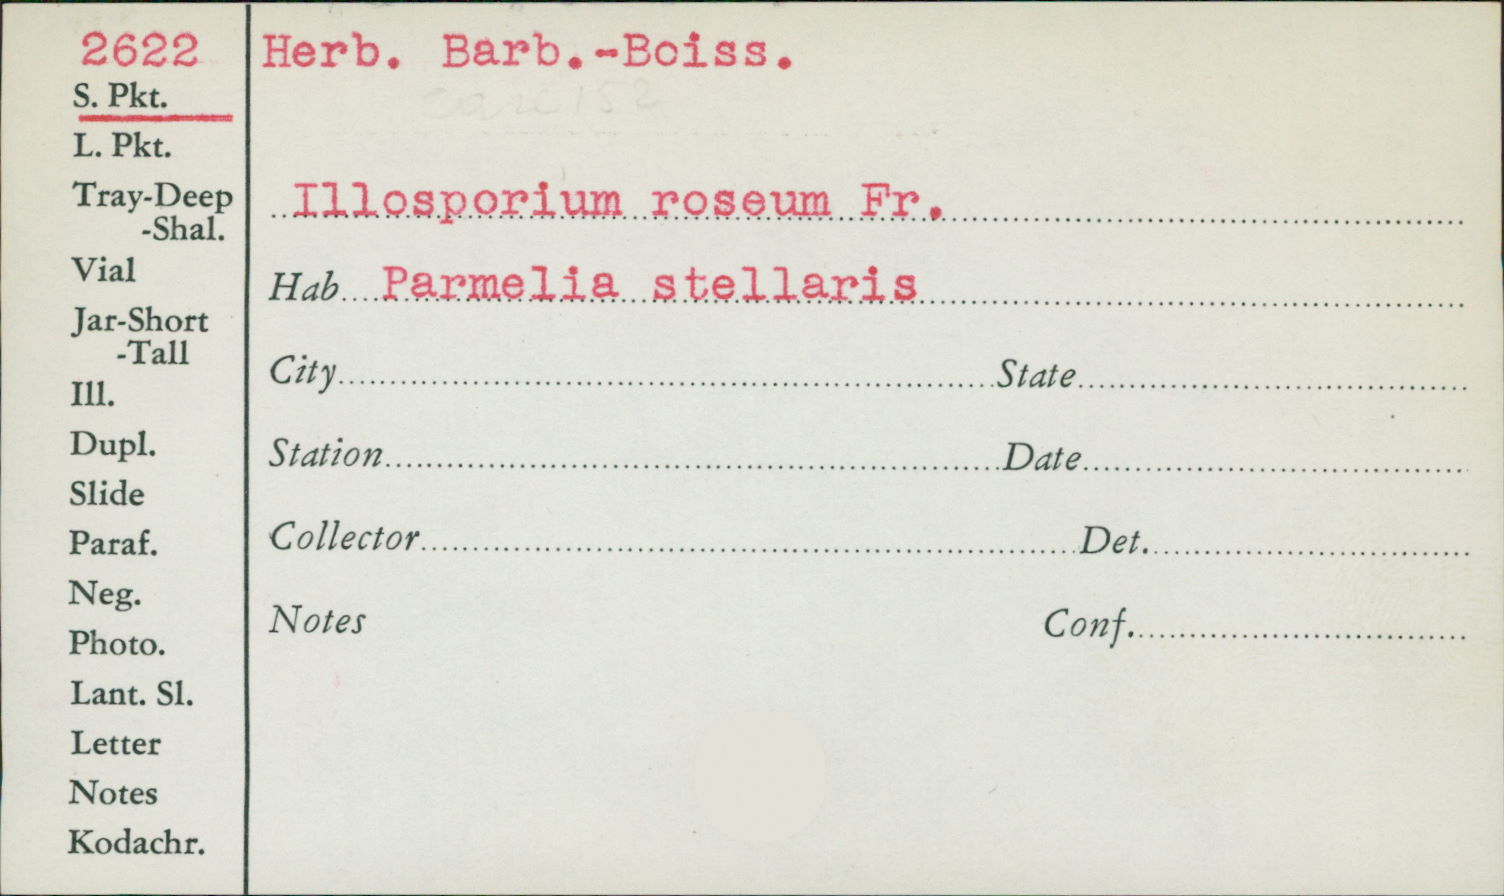 2622
S. Pkt.
L. Pkt.
Tray-Deep
-Shal.
Vial
Jar-Short
-Tall
Ill.
Dupl.
Slide
Paraf.
Neg.
Photo.
Lant. Sl.
Letter
Notes
Kodachr.
Herb. Barb.-Boiss.
Illosporium roseum Fr.
Hab. Parmelia stellaris
City State
Station Date
Collector Det.
Notes Conf.